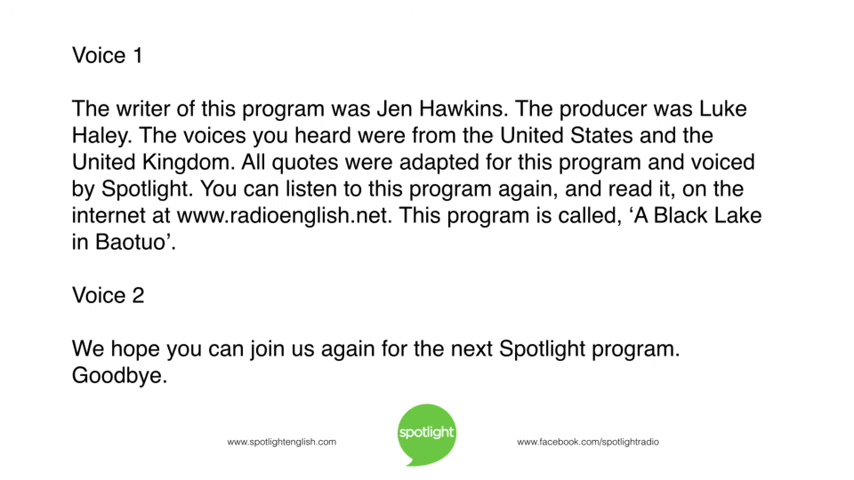 Voice 1
The writer of this program was Jen Hawkins. The producer was Luke
Haley. The voices you heard were from the United States and the
United Kingdom. All quotes were adapted for this program and voiced
by Spotlight. You can listen to this program again, and read it, on the
internet at www.radioenglish.net. This program is called, ‘A Black Lake
in Baotuo’.
Voice 2
We hope you can join us again for the next Spotlight program.
Goodbye.
www.spotlightenglish.com
spotlight
www.facebook.com/spotlightradio